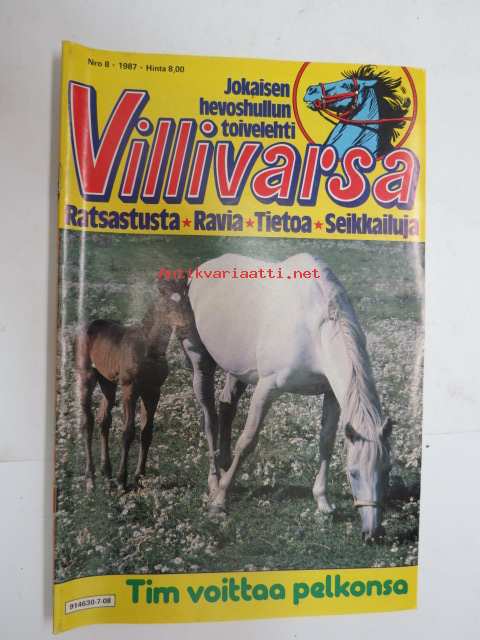 Nro 8 - 1987 - Hinta 8,00
Jokaisen
hevoshullun
toivelehti
Villivarsa
Ratsastusta ★ Ravia ★ Tietoa ★ Seikkailuja
Antikvariaatti.net
Tim voittaa pelkonsa
914630-7-08